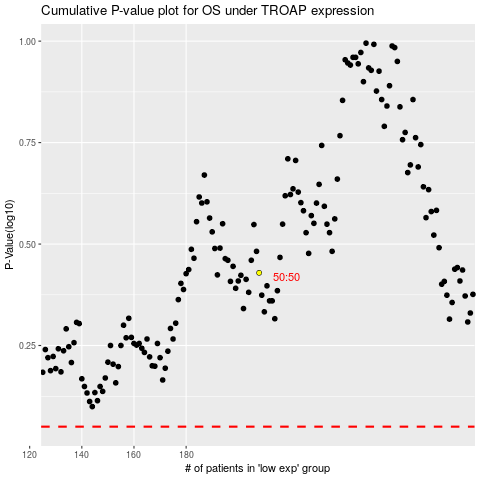 Cumulative P-value plot for OS under TROAP expression
P-Value(log10)
1.00
0.75
0.50
0.25
50:50
120 140 160 180
# of patients in 'low exp' group